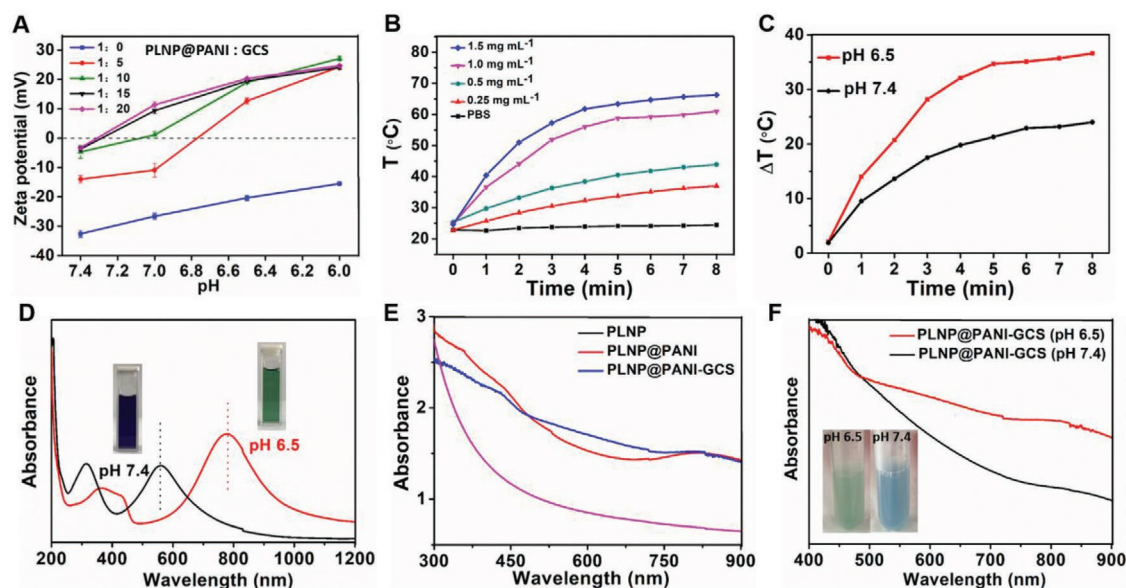 A
PLNP@PANI : GCS
1: 0
1: 5
1: 10
1: 15
1: 20
Zeta potential (mV)
30
20
10
0
-10
-20
-30
-40
7.4 7.2 7.0 6.8 6.6 6.4 6.2 6.0
pH
B
1.5 mg mL⁻¹
1.0 mg mL⁻¹
0.5 mg mL⁻¹
0.25 mg mL⁻¹
PBS
T (°C)
85
75
65
55
45
35
25
20
0 1 2 3 4 5 6 7 8
Time (min)
C
pH 6.5
pH 7.4
ΔT (°C)
40
30
20
10
0
0 1 2 3 4 5 6 7 8
Time (min)
D
pH 7.4
pH 6.5
Absorbance
200 400 600 800 1000 1200
Wavelength (nm)
E
PLNP
PLNP@PANI
PLNP@PANI-GCS
Absorbance
3
2
1
300 450 600 750 900
Wavelength (nm)
F
PLNP@PANI-GCS (pH 6.5)
PLNP@PANI-GCS (pH 7.4)
pH 6.5 pH 7.4
Absorbance
400 500 600 700 800 900
Wavelength (nm)